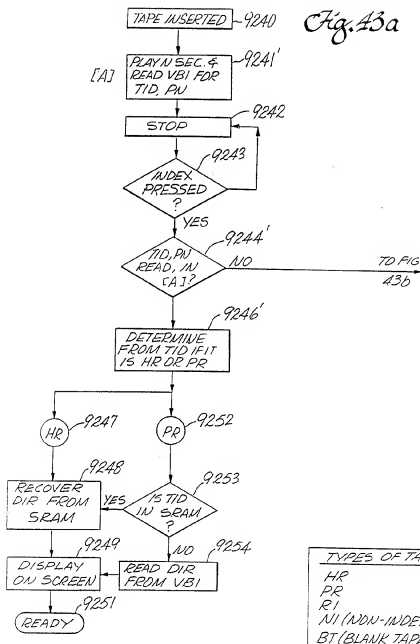 Fig.43a
TAPE INSERTED
9240
[A]
PLAY N SEC. &
READ VBI FOR
TID, PN
9241'
9242
STOP
9243
INDEX
PRESSED
?
YES
9244'
TID, PN
READ, IN
[A]?
NO
TO FIG
43b
9246'
DETERMINE
FROM TID IF IT
IS HR OR PR
9247
HR
9252
PR
9248
RECOVER
DIR FROM
SRAM
YES
9253
IS TID
IN SRAM
?
NO
9249
DISPLAY
ON SCREEN
9254
READ DIR
FROM VBI
9251
READY
TYPES OF TA
HR
PR
RI
NI (NON-INDE
BT (BLANK TAPE